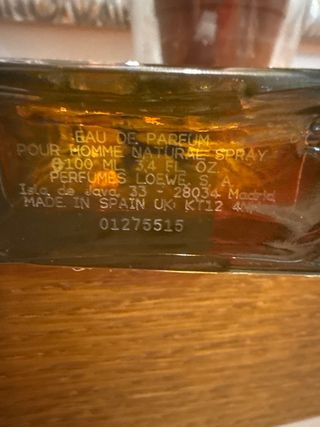 EAU DE PARFUM
POUR HOMME NATURAL SPRAY
100 ML 3.4 FL. OZ.
PERFUMES LOEWE S.A.
Isla de Java 33 - 28034 Madrid
MADE IN SPAIN UK KT12
01275515